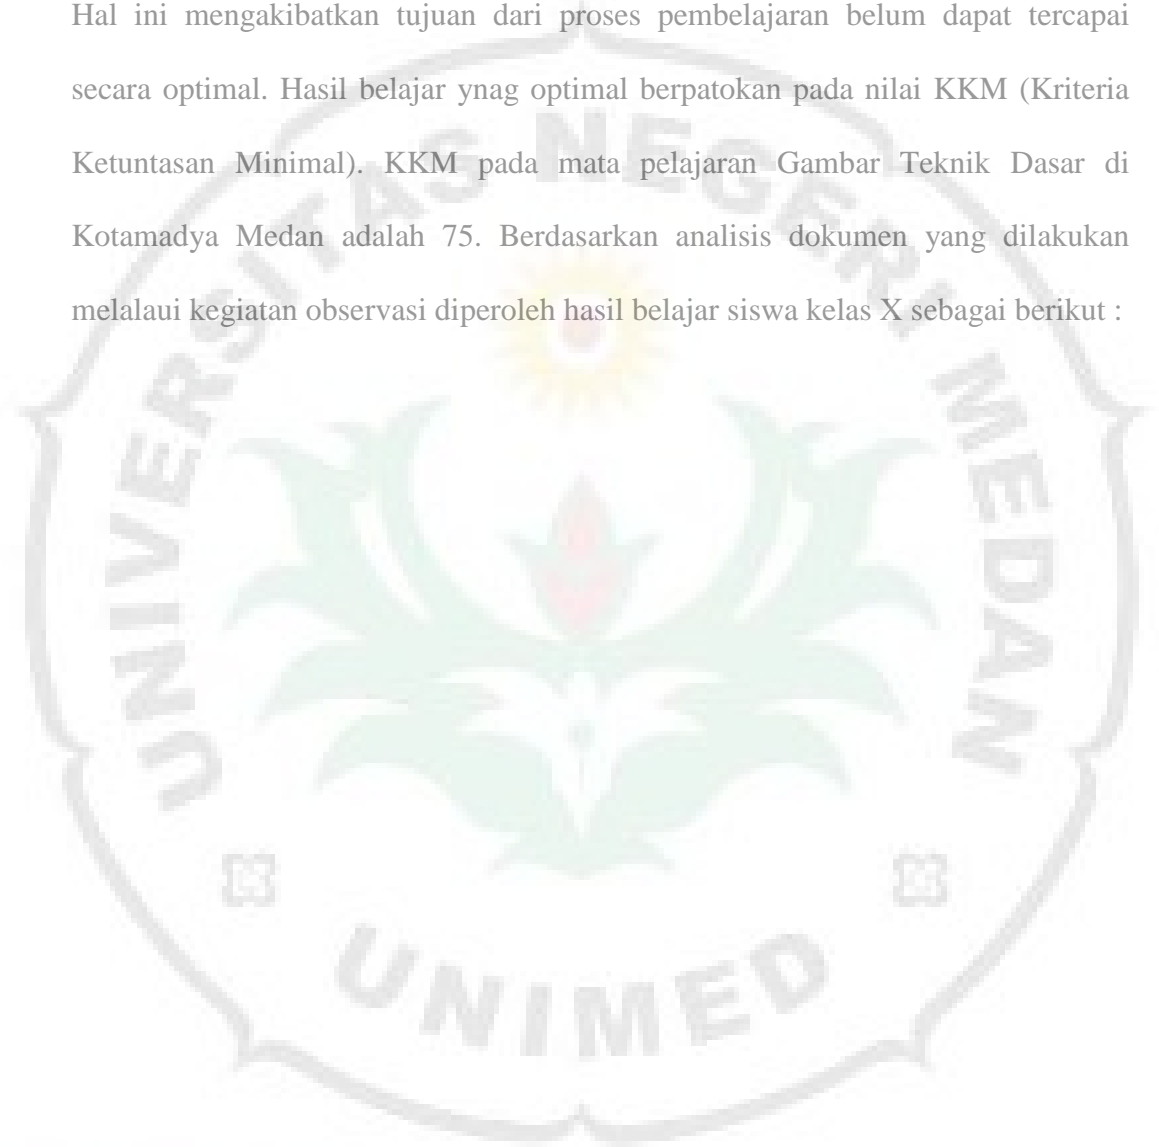 Hal ini mengakibatkan tujuan dari proses pembelajaran belum dapat tercapai
secara optimal. Hasil belajar ynag optimal berpatokan pada nilai KKM (Kriteria
Ketuntasan Minimal). KKM pada mata pelajaran Gambar Teknik Dasar di
Kotamadya Medan adalah 75. Berdasarkan analisis dokumen yang dilakukan
melalaui kegiatan observasi diperoleh hasil belajar siswa kelas X sebagai berikut :
UNIVERSITAS NEGERI MEDAN
UNIMED